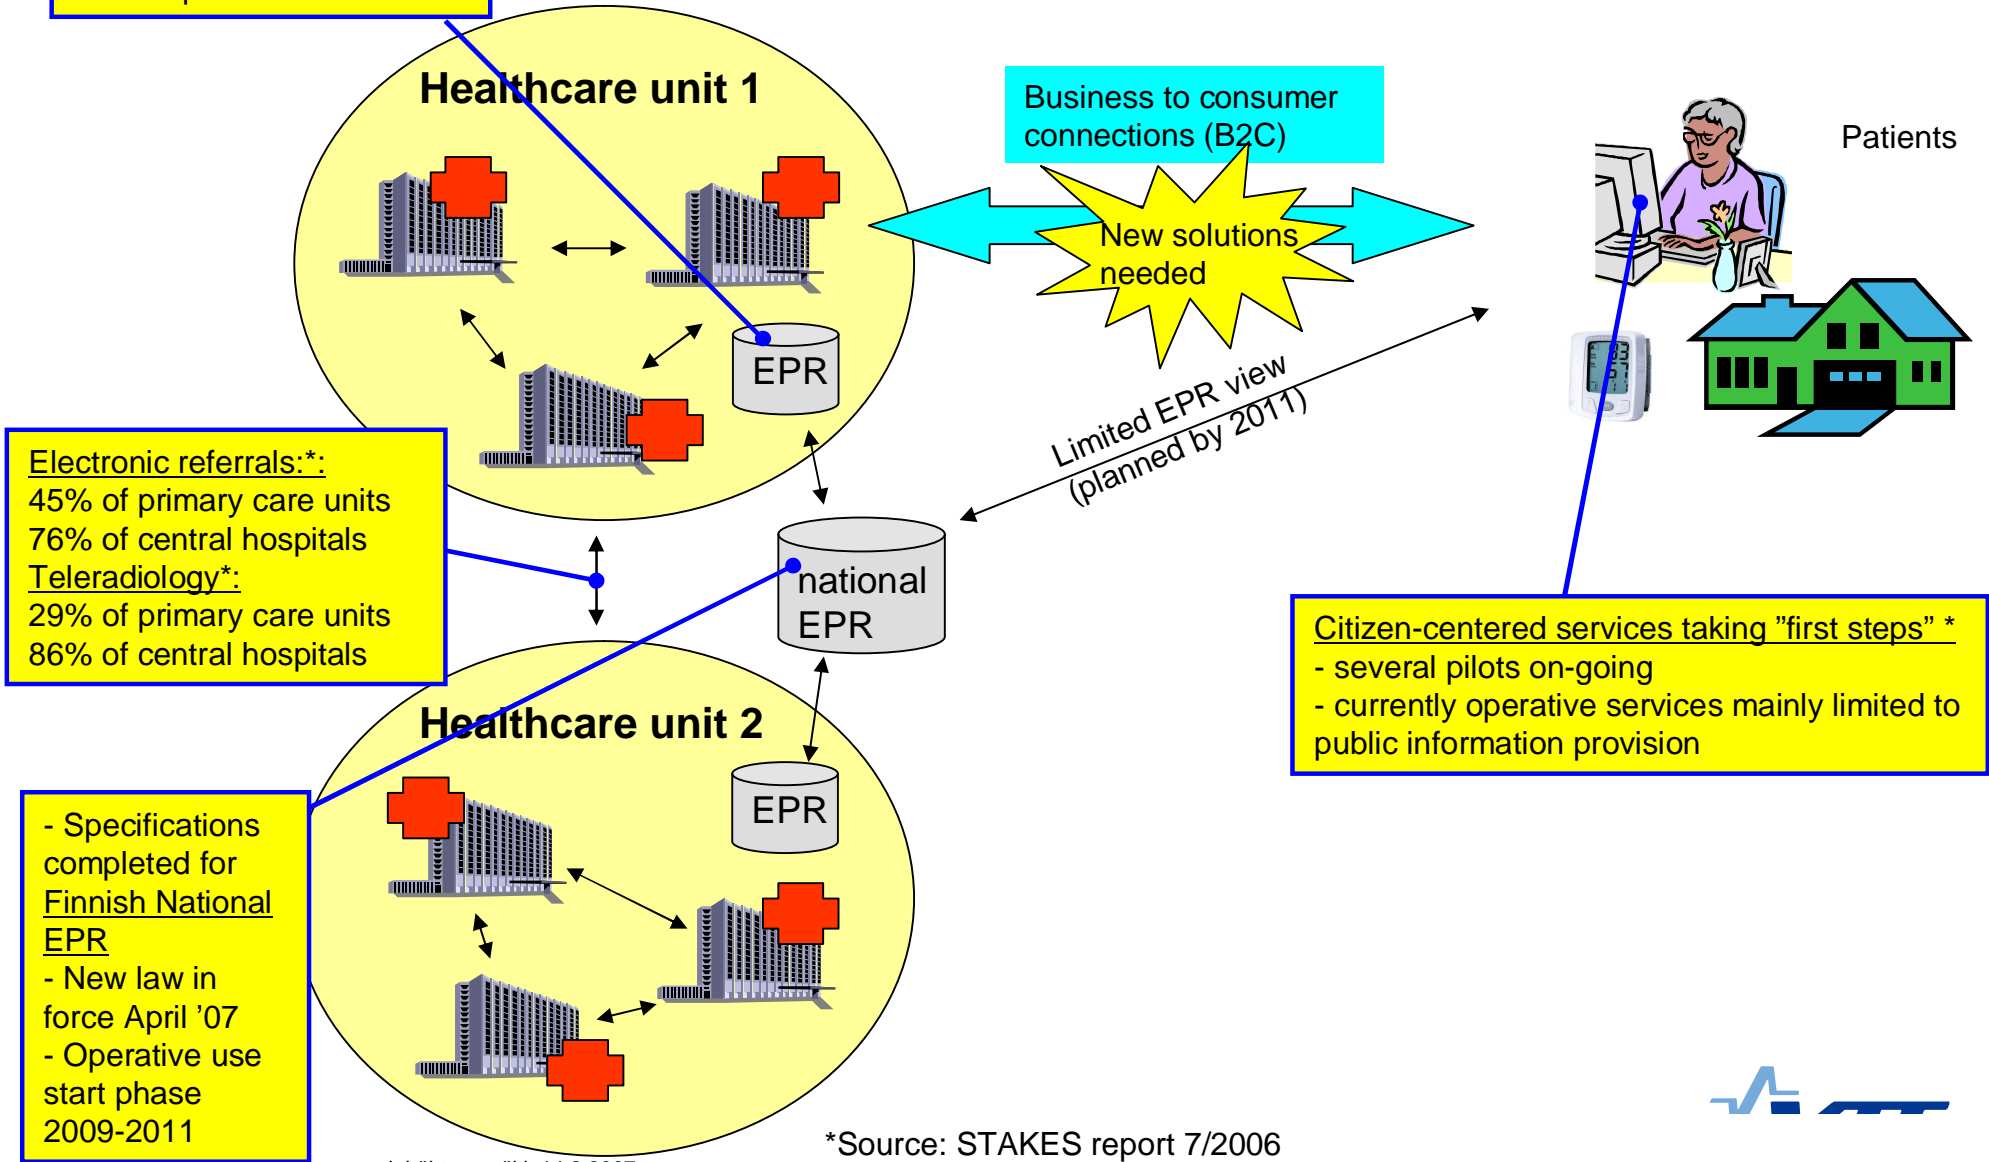 Healthcare unit 1
Business to consumer
connections (B2C)
Patients
New solutions
needed
EPR
Limited EPR view
(planned by 2011)
Electronic referrals:*:
45% of primary care units
76% of central hospitals
Teleradiology*:
29% of primary care units
86% of central hospitals
national
EPR
Citizen-centered services taking ”first steps” *
- several pilots on-going
- currently operative services mainly limited to
public information provision
Healthcare unit 2
EPR
- Specifications
completed for
Finnish National
EPR
- New law in
force April ’07
- Operative use
start phase
2009-2011
*Source: STAKES report 7/2006